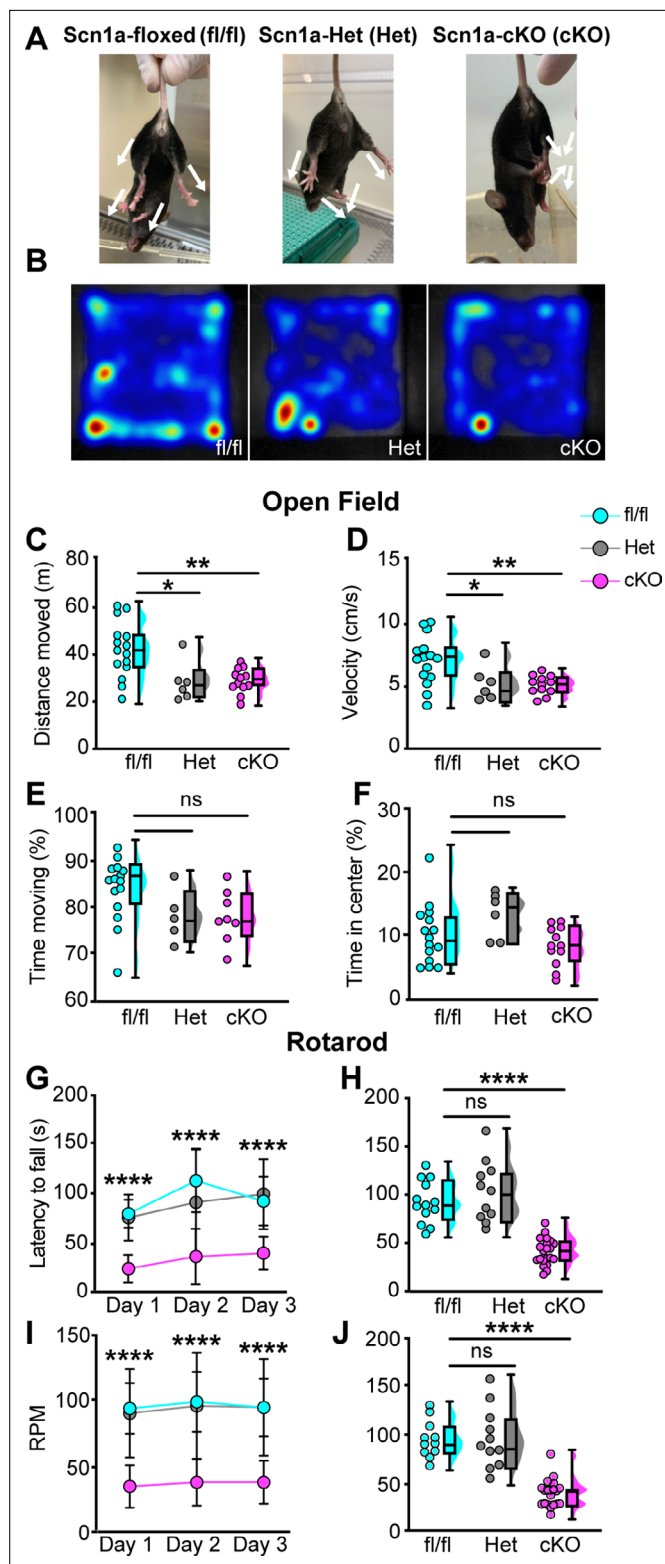 A
Scn1a-floxed (fl/fl) Scn1a-Het (Het) Scn1a-cKO (cKO)
B
fl/fl Het cKO
Open Field
fl/fl
Het
cKO
C
Distance moved (m)
80
60
40
20
0
**
*
fl/fl Het cKO
D
Velocity (cm/s)
15
10
5
0
**
*
fl/fl Het cKO
E
Time moving (%)
100
90
80
70
60
ns
fl/fl Het cKO
F
Time in center (%)
30
20
10
0
ns
fl/fl Het cKO
Rotarod
G
Latency to fall (s)
200
150
100
50
0
**** **** ****
Day 1 Day 2 Day 3
H
200
150
100
50
0
****
ns
fl/fl Het cKO
I
RPM
150
100
50
0
**** **** ****
Day 1 Day 2 Day 3
J
200
150
100
50
0
****
ns
fl/fl Het cKO